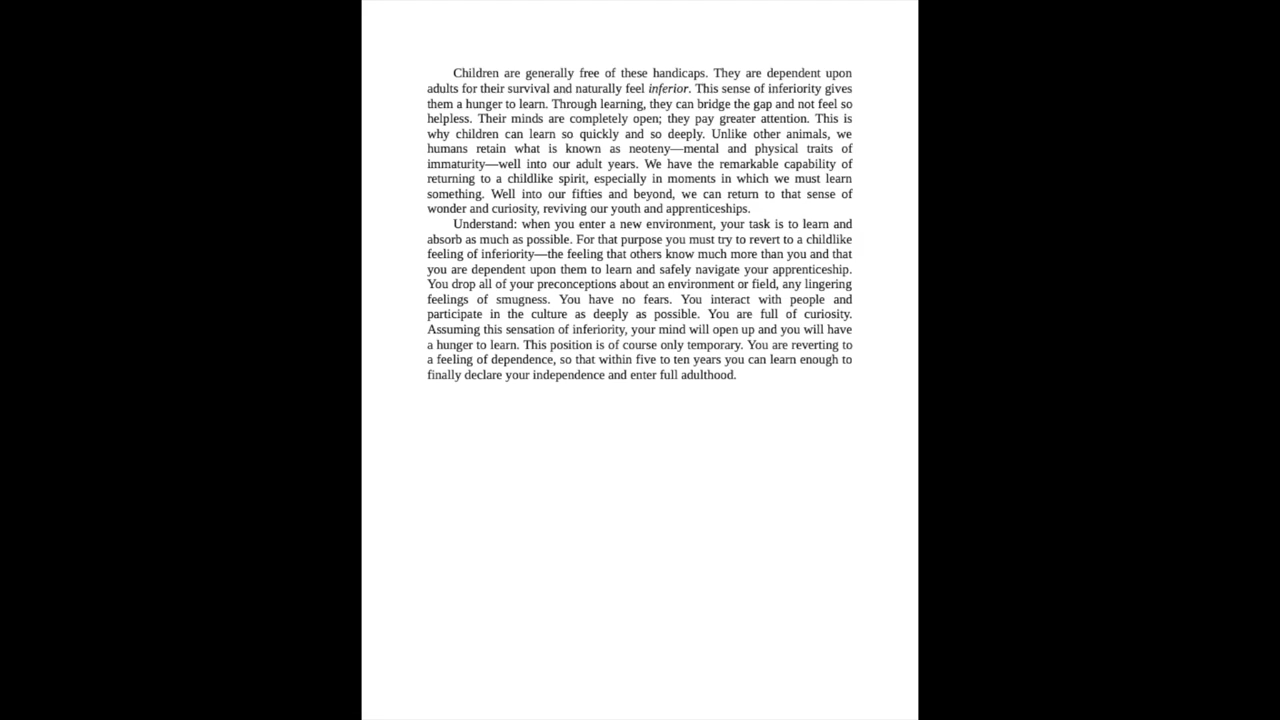 Children are generally free of these handicaps. They are dependent upon
adults for their survival and naturally feel inferior. This sense of inferiority gives
them a hunger to learn. Through learning, they can bridge the gap and not feel so
helpless. Their minds are completely open; they pay greater attention. This is
why children can learn so quickly and so deeply. Unlike other animals, we
humans retain what is known as neoteny—mental and physical traits of
immaturity—well into our adult years. We have the remarkable capability of
returning to a childlike spirit, especially in moments in which we must learn
something. Well into our fifties and beyond, we can return to that sense of
wonder and curiosity, reviving our youth and apprenticeships.
Understand: when you enter a new environment, your task is to learn and
absorb as much as possible. For that purpose you must try to revert to a childlike
feeling of inferiority—the feeling that others know much more than you and that
you are dependent upon them to learn and safely navigate your apprenticeship.
You drop all of your preconceptions about an environment or field, any lingering
feelings of smugness. You have no fears. You interact with people and
participate in the culture as deeply as possible. You are full of curiosity.
Assuming this sensation of inferiority, your mind will open up and you will have
a hunger to learn. This position is of course only temporary. You are reverting to
a feeling of dependence, so that within five to ten years you can learn enough to
finally declare your independence and enter full adulthood.